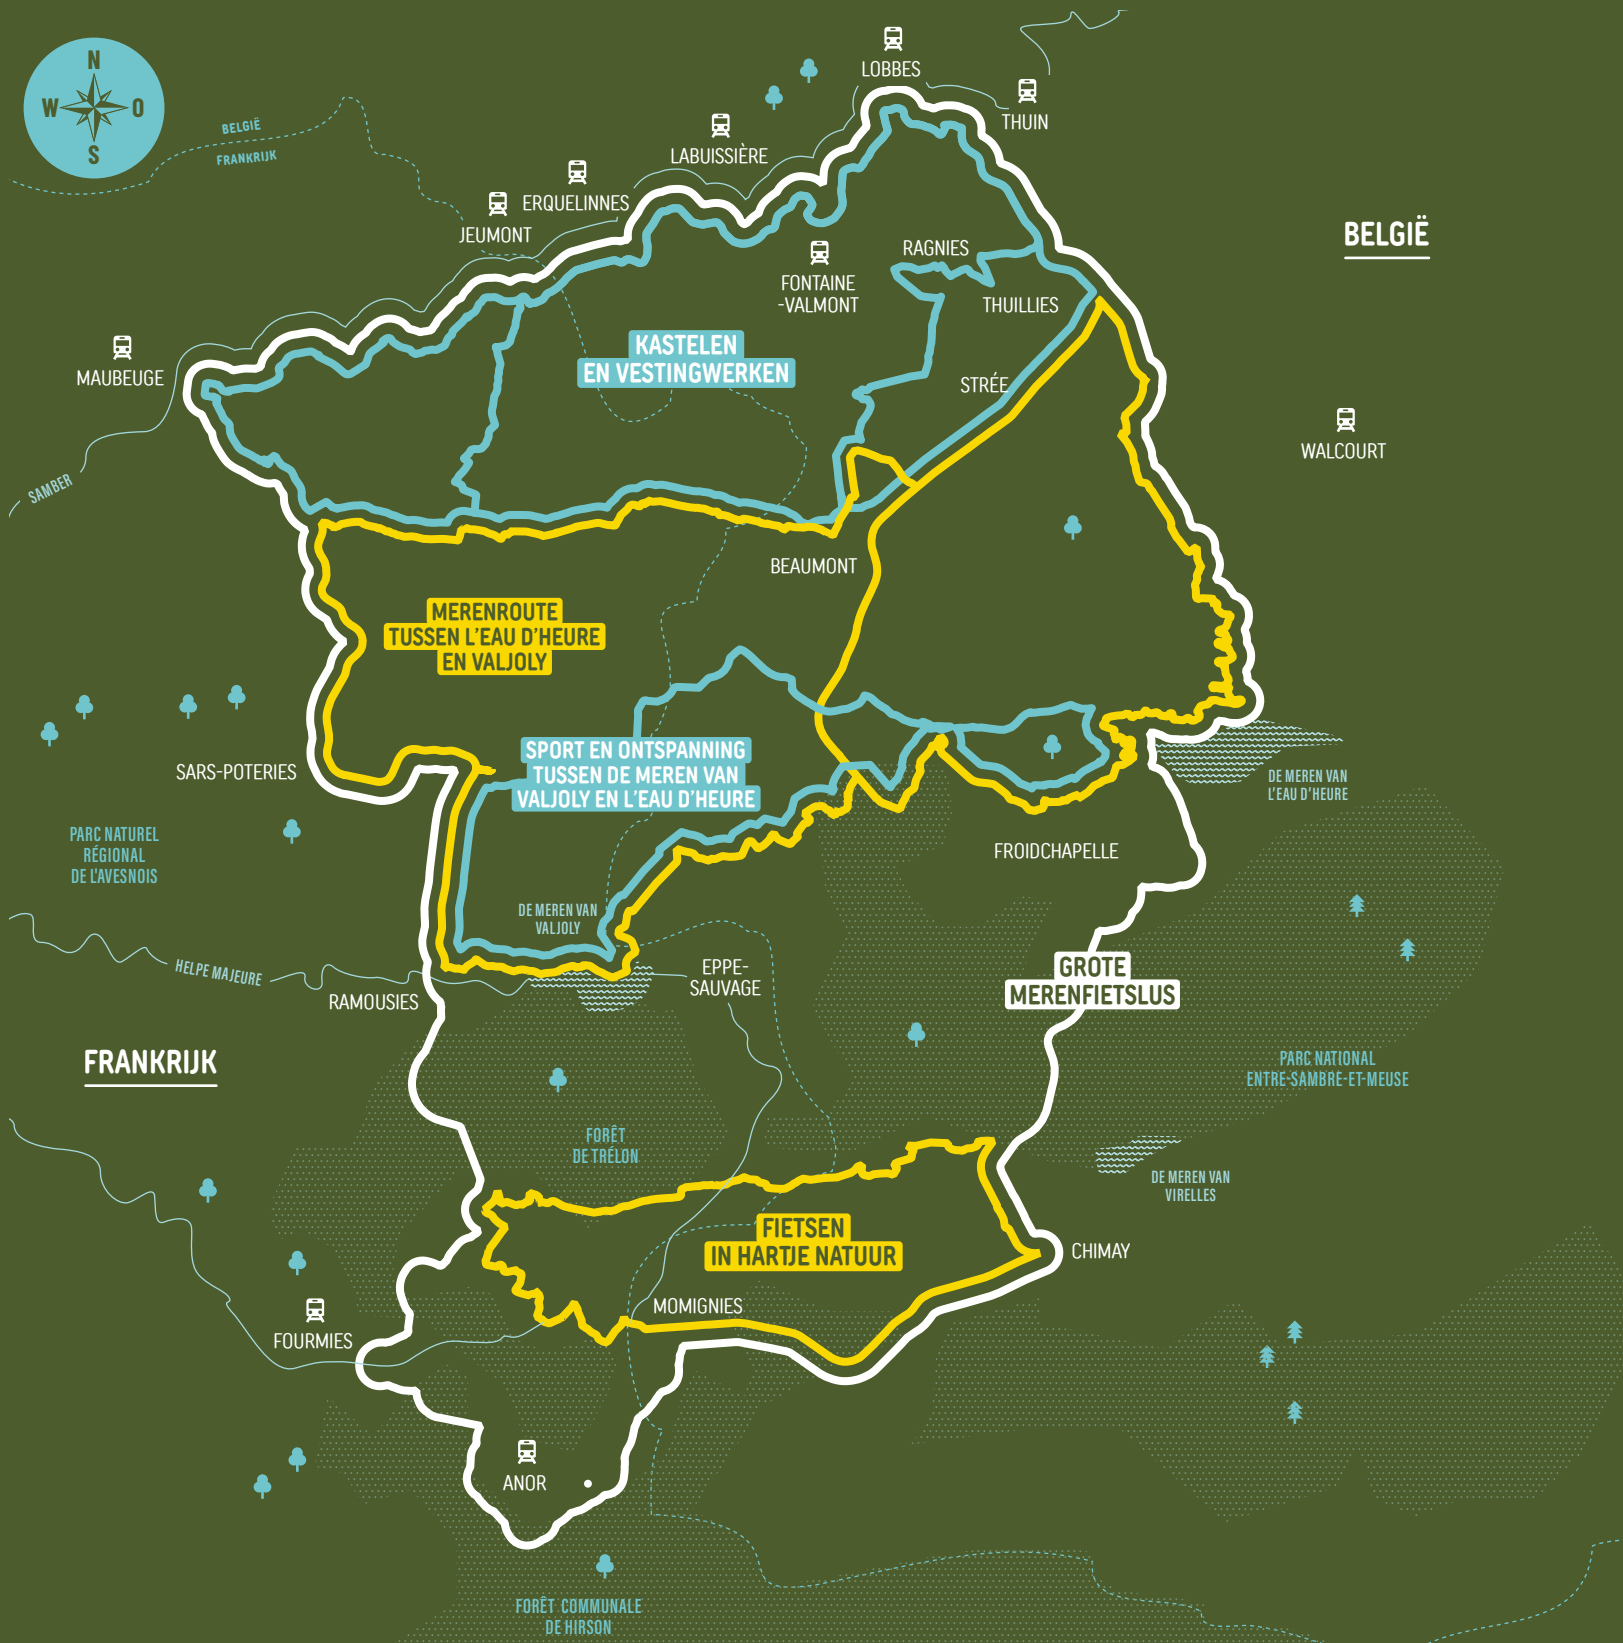 N
W
O
S
BELGIË
FRANKRIJK
LOBBES
THUIN
LABUISSIÈRE
ERQUELINNES
JEUMONT
BELGIË
RAGNIES
FONTAINE
-VALMONT
THUILLIES
KASTELEN
EN VESTINGWERKEN
MAUBEUGE
STRÉE
WALCOURT
SAMBER
BEAUMONT
MERENROUTE
TUSSEN L'EAU D'HEURE
EN VALJOLY
SPORT EN ONTSPANNING
TUSSEN DE MEREN VAN
VALJOLY EN L'EAU D'HEURE
SARS-POTERIES
DE MEREN VAN
L'EAU D'HEURE
PARC NATUREL
RÉGIONAL
DE L'AVESNOIS
FROIDCHAPELLE
DE MEREN VAN
VALJOLY
HELPE MAJEURE
EPPE-
SAUVAGE
GROTE
MERENFIETSLUS
RAMOUSIES
FRANKRIJK
PARC NATIONAL
ENTRE-SAMBRE-ET-MEUSE
FORÊT
DE TRÉLON
DE MEREN VAN
VIRELLES
FIETSEN
IN HARTJE NATUUR
CHIMAY
MOMIGNIES
FOURMIES
ANOR
FORÊT COMMUNALE
DE HIRSON